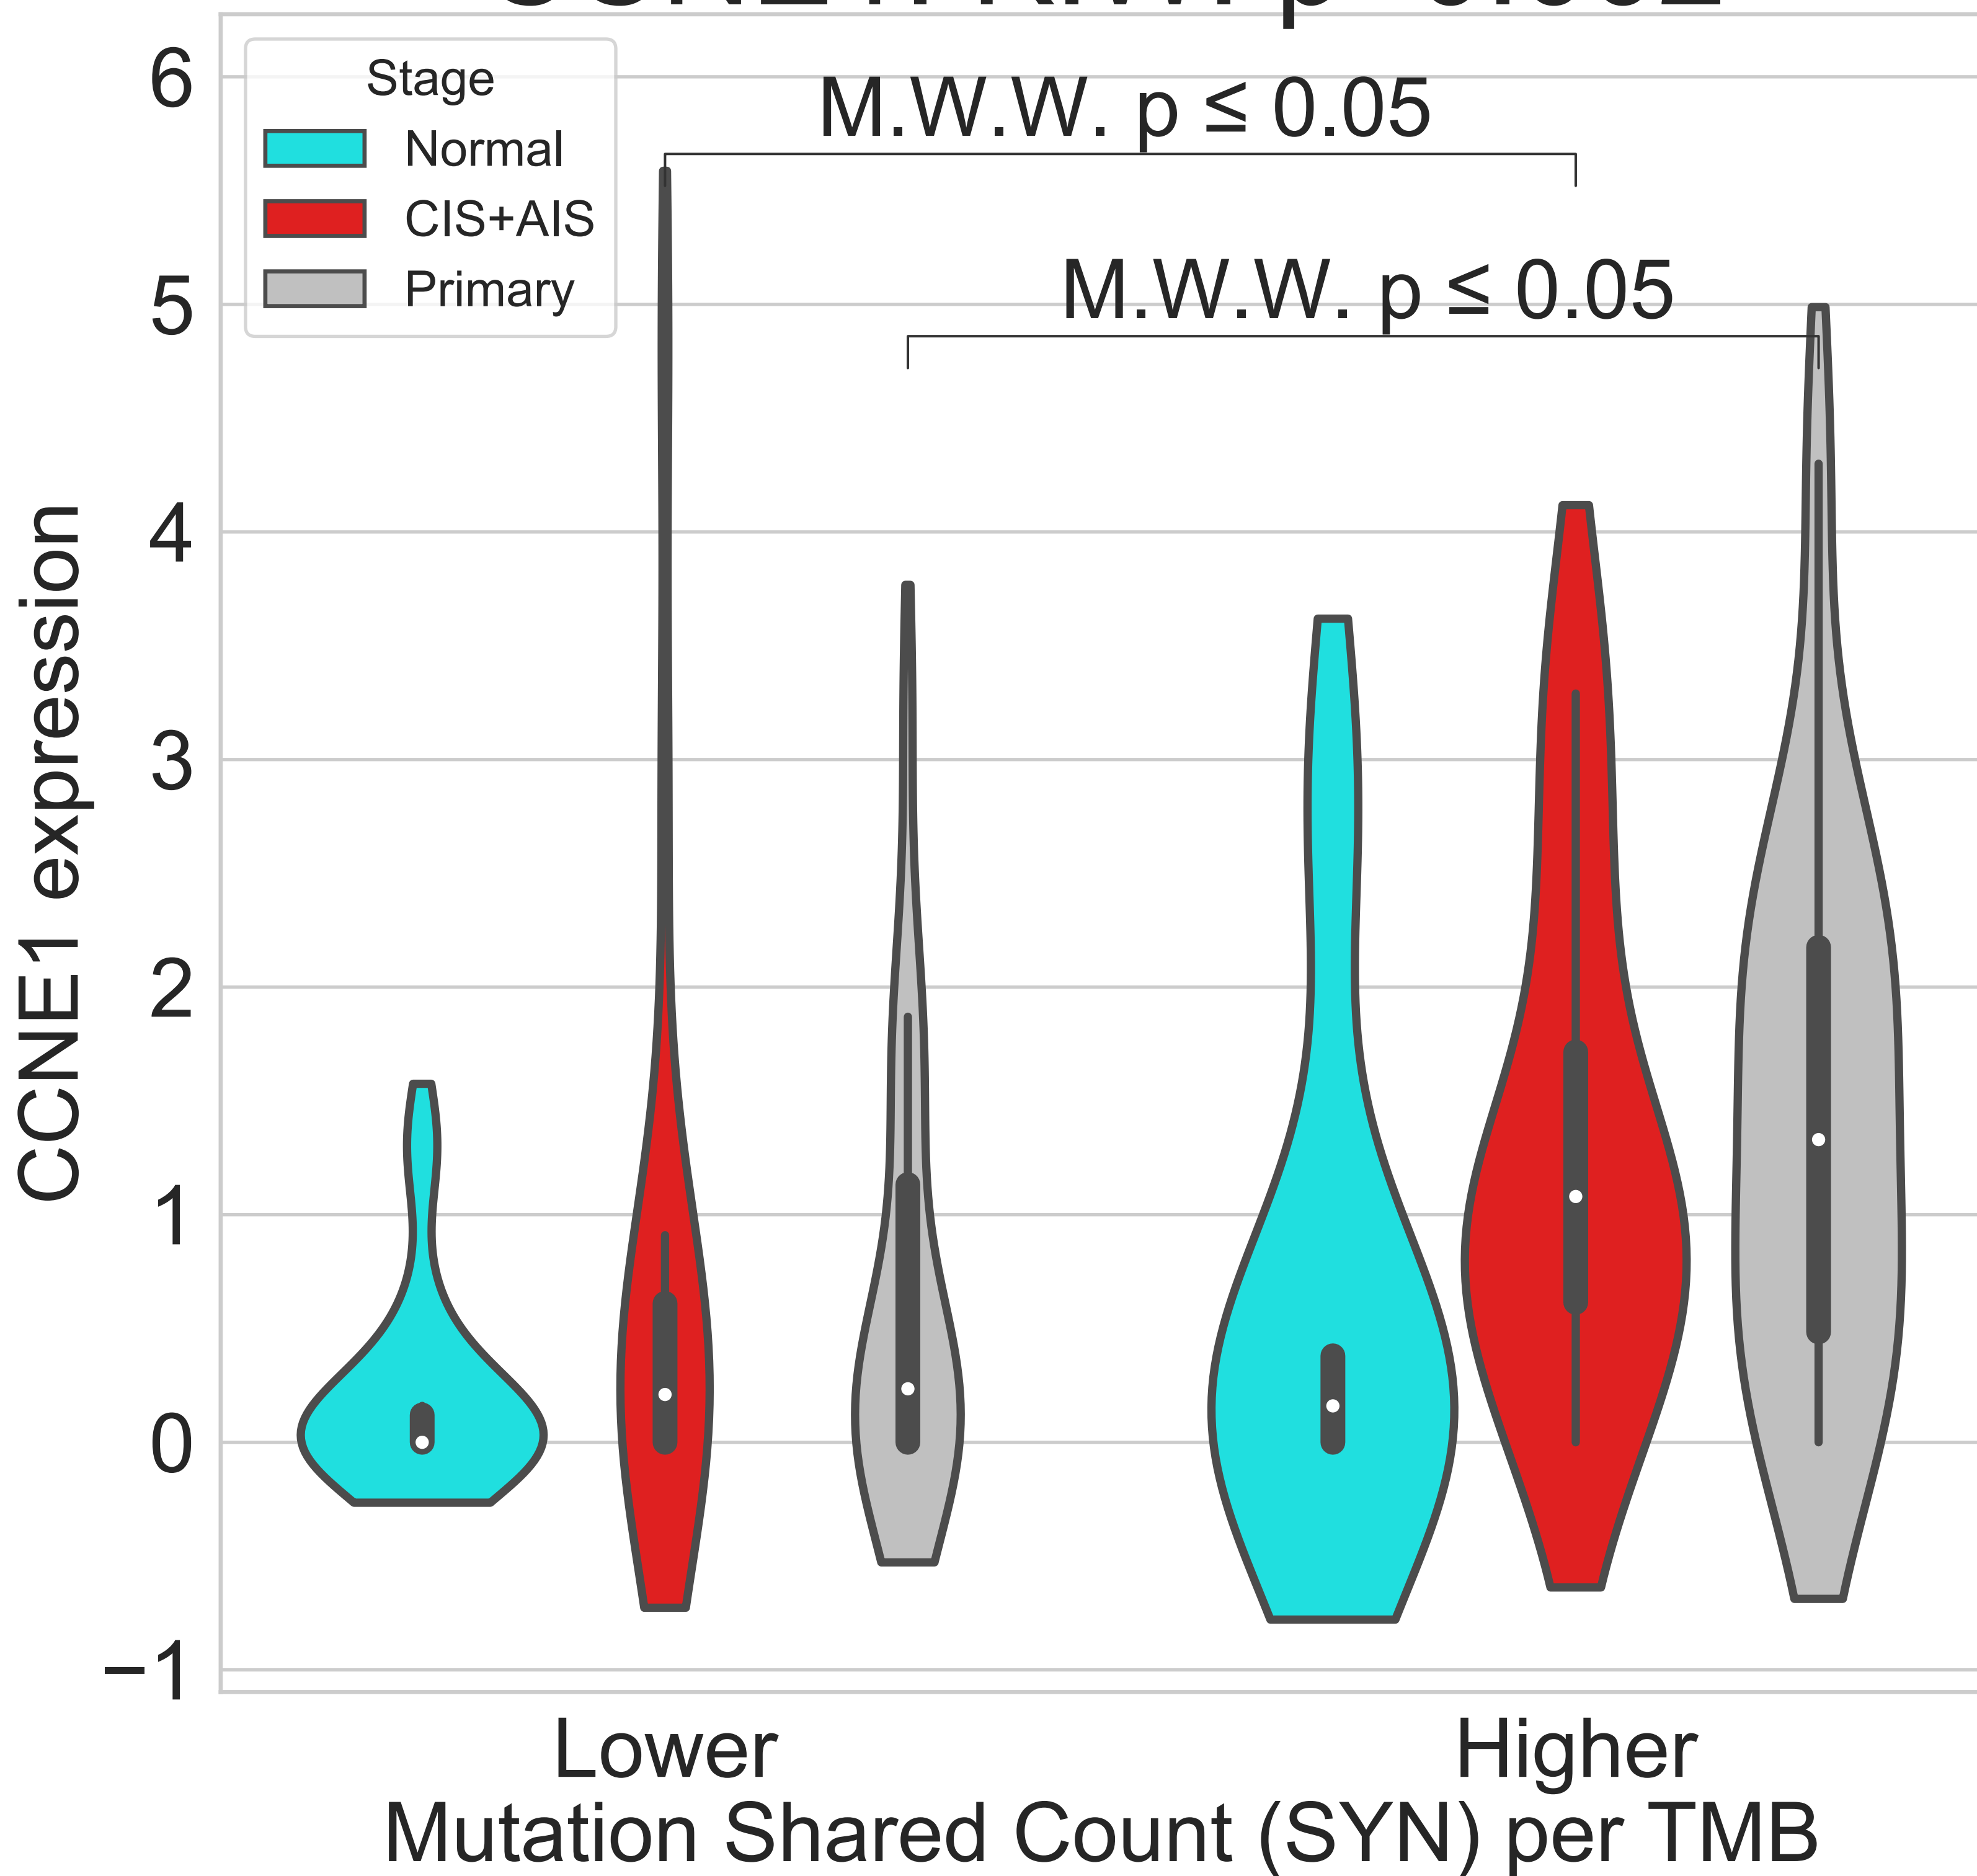 Stage
Normal
CIS+AIS
Primary
M.W.W. p ≤ 0.05
M.W.W. p ≤ 0.05
6
5
4
3
2
1
0
−1
CCNE1 expression
Lower
Higher
Mutation Shared Count (SYN) per TMB